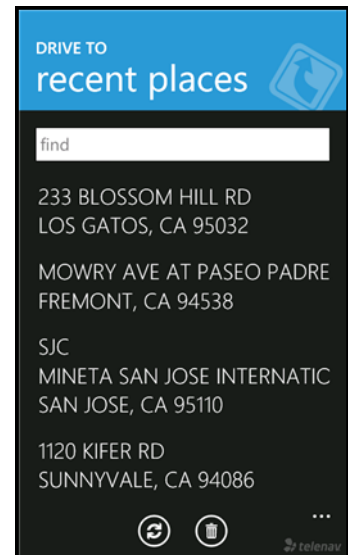 DRIVE TO
recent places
find
233 BLOSSOM HILL RD
LOS GATOS, CA 95032
MOWRY AVE AT PASEO PADRE
FREMONT, CA 94538
SJC
MINETA SAN JOSE INTERNATIC
SAN JOSE, CA 95110
1120 KIFER RD
SUNNYVALE, CA 94086
...
telenav